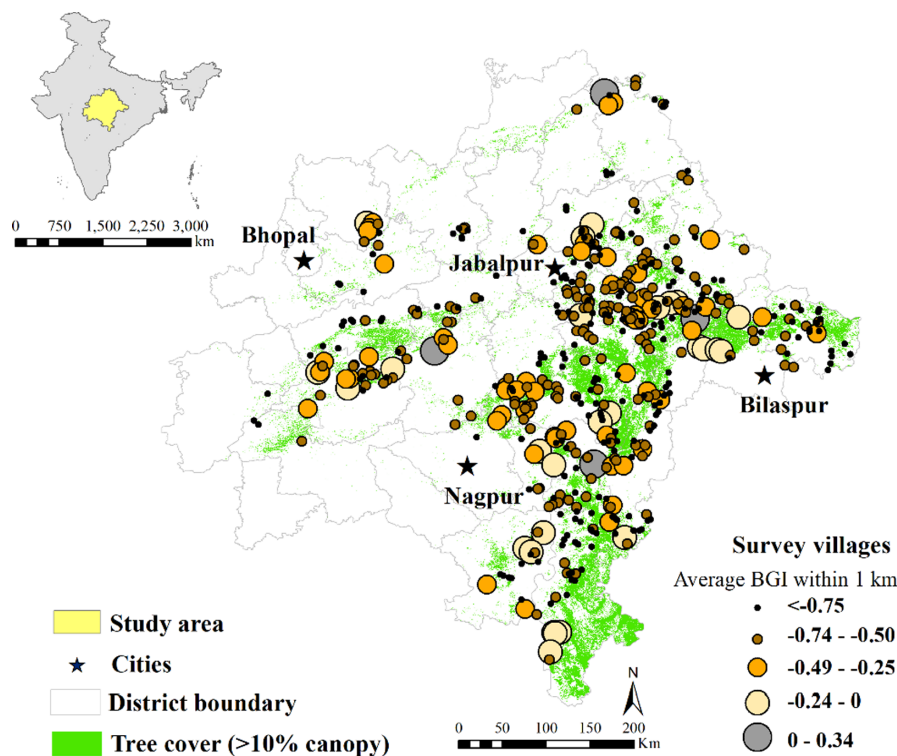 0 750 1,500 2,250 3,000
km
Bhopal
Jabalpur
Bilaspur
Nagpur
Survey villages
Average BGI within 1 km
<-0.75
-0.74 - -0.50
-0.49 - -0.25
-0.24 - 0
0 - 0.34
Study area
Cities
District boundary
Tree cover (>10% canopy)
N
0 50 100 150 200
Km